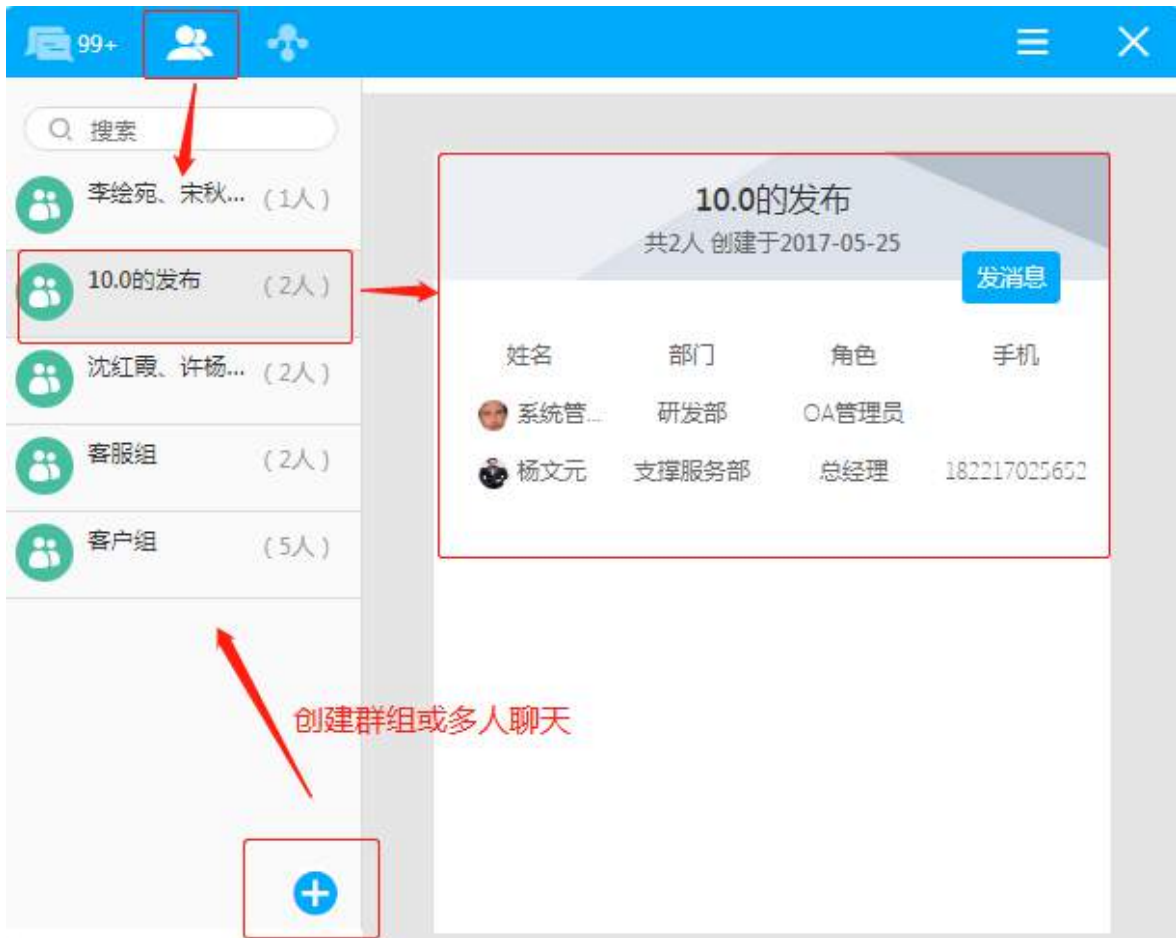 99+
搜索
李绘宛、宋秋... (1人)
10.0的发布 (2人)
沈红霞、许杨... (2人)
客服组 (2人)
客户组 (5人)
创建群组或多人聊天
10.0的发布
共2人 创建于2017-05-25
发消息
姓名 部门 角色 手机
系统管... 研发部 OA管理员
杨文元 支撑服务部 总经理 182217025652